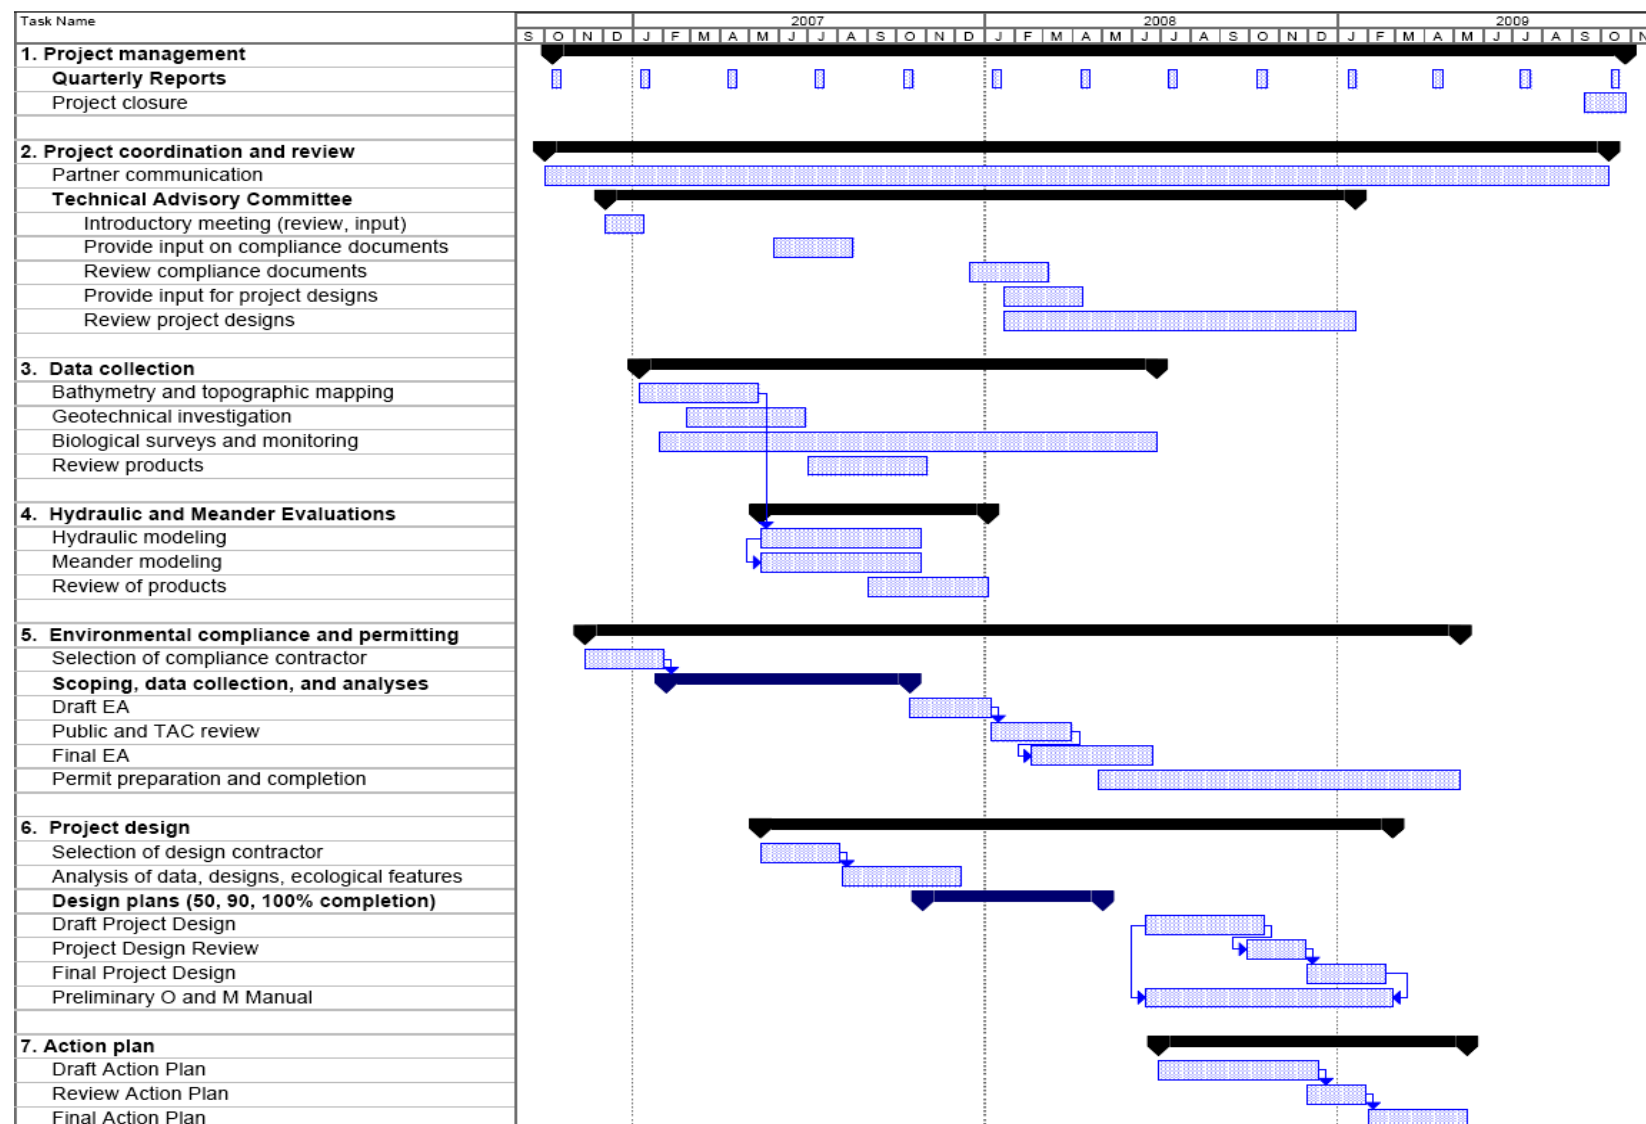 Task Name
2007 2008 2009
S O N D J F M A M J J A S O N D J F M A M J J A S O N D J F M A M J J A S O N
1. Project management
Quarterly Reports
Project closure
2. Project coordination and review
Partner communication
Technical Advisory Committee
Introductory meeting (review, input)
Provide input on compliance documents
Review compliance documents
Provide input for project designs
Review project designs
3. Data collection
Bathymetry and topographic mapping
Geotechnical investigation
Biological surveys and monitoring
Review products
4. Hydraulic and Meander Evaluations
Hydraulic modeling
Meander modeling
Review of products
5. Environmental compliance and permitting
Selection of compliance contractor
Scoping, data collection, and analyses
Draft EA
Public and TAC review
Final EA
Permit preparation and completion
6. Project design
Selection of design contractor
Analysis of data, designs, ecological features
Design plans (50, 90, 100% completion)
Draft Project Design
Project Design Review
Final Project Design
Preliminary O and M Manual
7. Action plan
Draft Action Plan
Review Action Plan
Final Action Plan